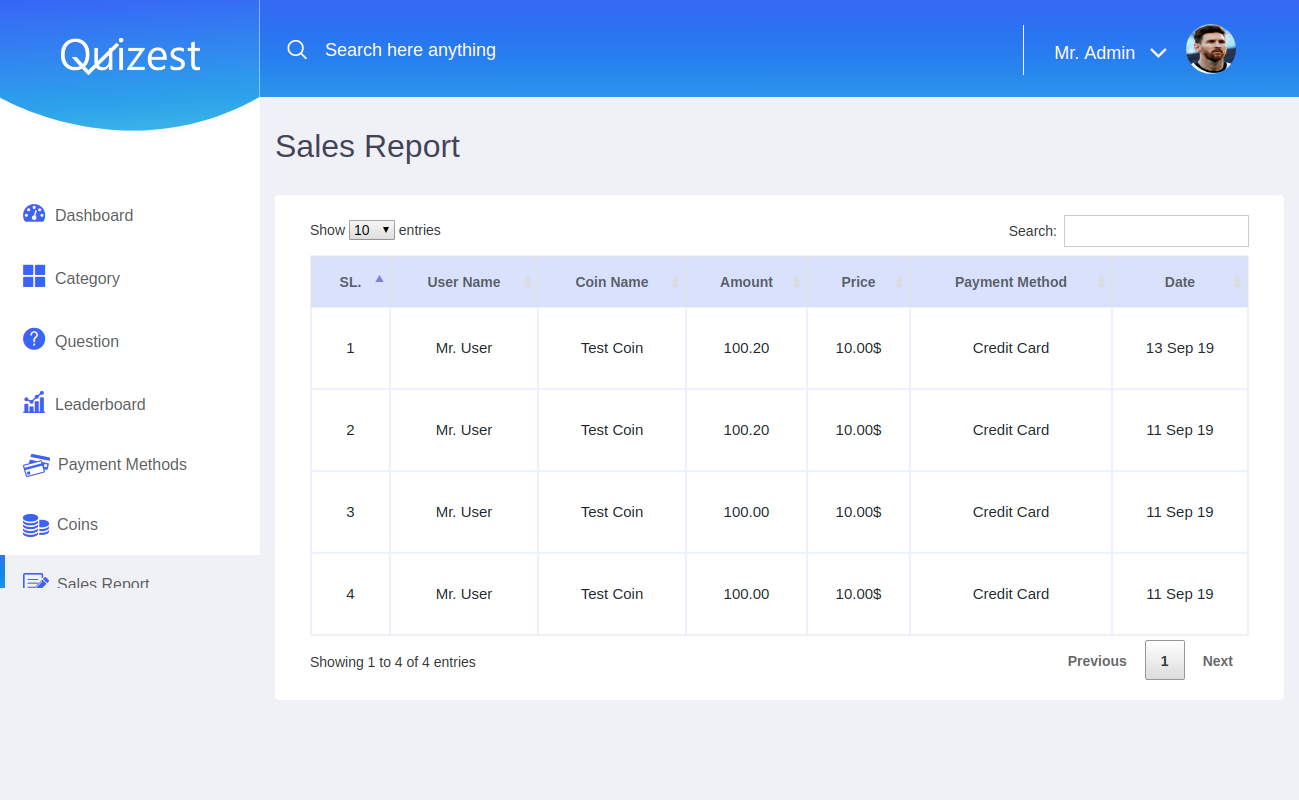 Quizest
Search here anything
Mr. Admin
Sales Report
Dashboard
Category
?
Question
Leaderboard
Payment Methods
Coins
Sales Report
Show 10 entries
Search:
SL. User Name Coin Name Amount Price Payment Method Date
1 Mr. User Test Coin 100.20 10.00$ Credit Card 13 Sep 19
2 Mr. User Test Coin 100.20 10.00$ Credit Card 11 Sep 19
3 Mr. User Test Coin 100.00 10.00$ Credit Card 11 Sep 19
4 Mr. User Test Coin 100.00 10.00$ Credit Card 11 Sep 19
Showing 1 to 4 of 4 entries
Previous 1 Next